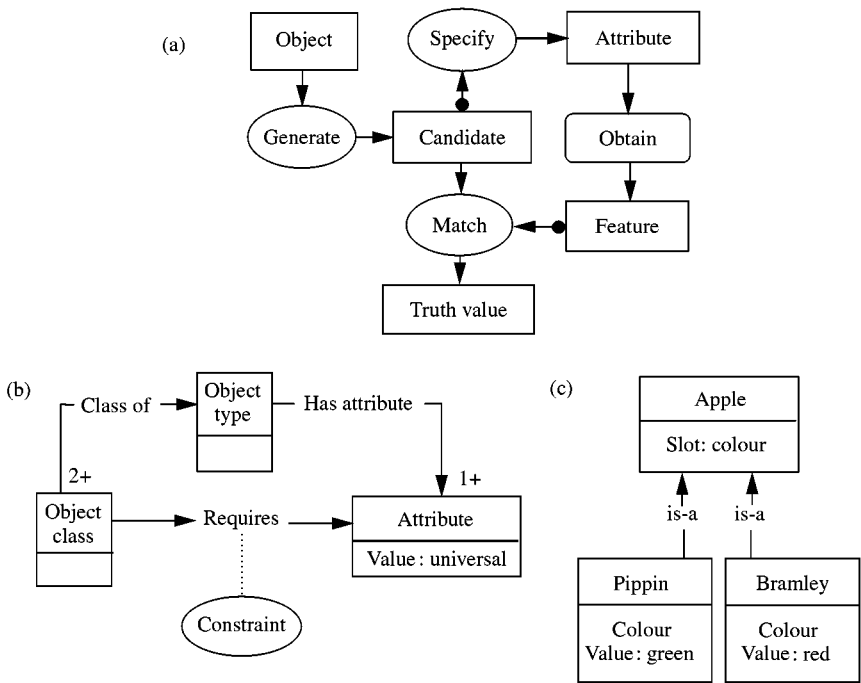 (a)
Object
Specify
Attribute
Generate
Candidate
Obtain
Match
Feature
Truth value
(b)
Class of
Object
type
Has attribute
2+
1+
Object
class
Requires
Attribute
Value : universal
Constraint
(c)
Apple
Slot: colour
is-a
is-a
Pippin
Colour
Value : green
Bramley
Colour
Value : red